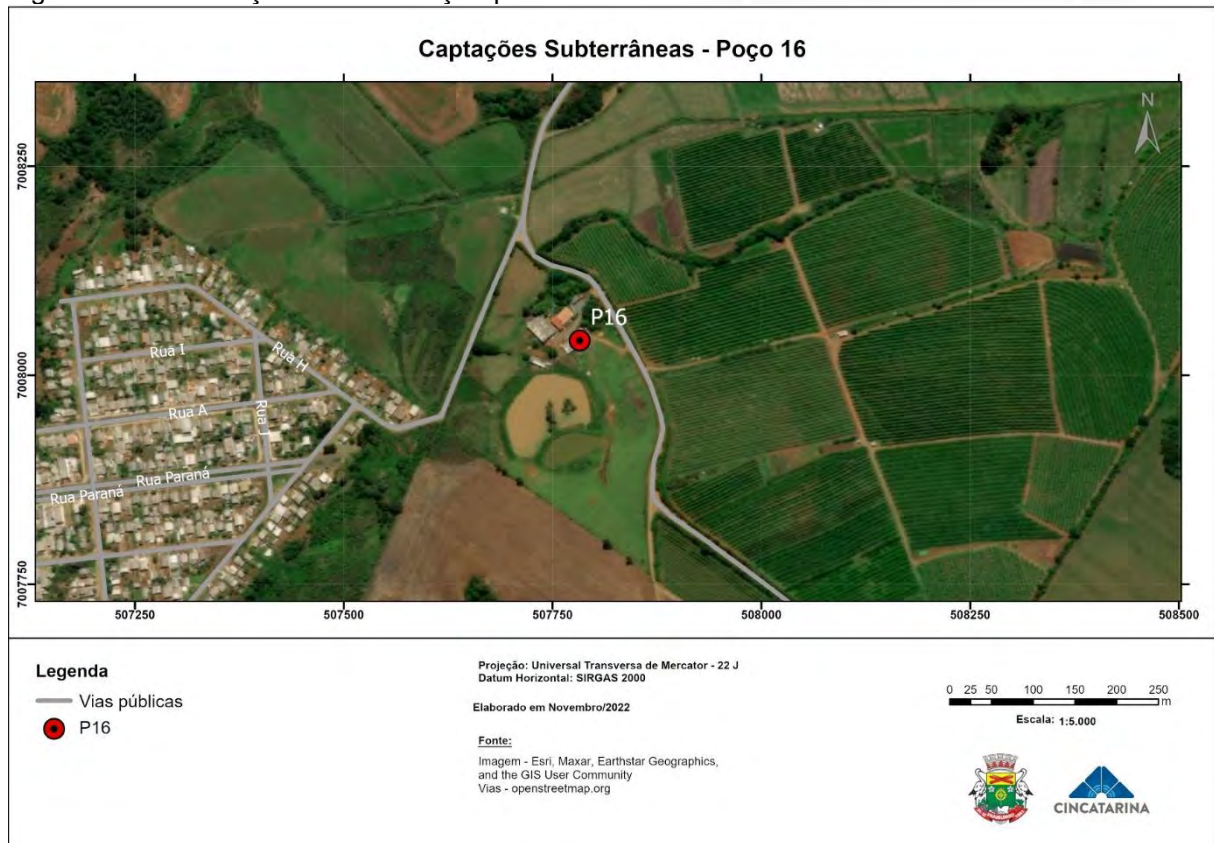 Captações Subterrâneas - Poço 16
N
7008250
7008000
7007750
P16
Rua I
Rua H
Rua A
Rua J
Rua Paraná
Rua Paraná
507250
507500
507750
508000
508250
508500
Legenda
Vias públicas
P16
Projeção: Universal Transversa de Mercator - 22 J
Datum Horizontal: SIRGAS 2000
Elaborado em Novembro/2022
Fonte:
Imagem - Esri, Maxar, Earthstar Geographics,
and the GIS User Community
Vias - openstreetmap.org
0 25 50 100 150 200 250
m
Escala: 1:5.000
CINCATARINA